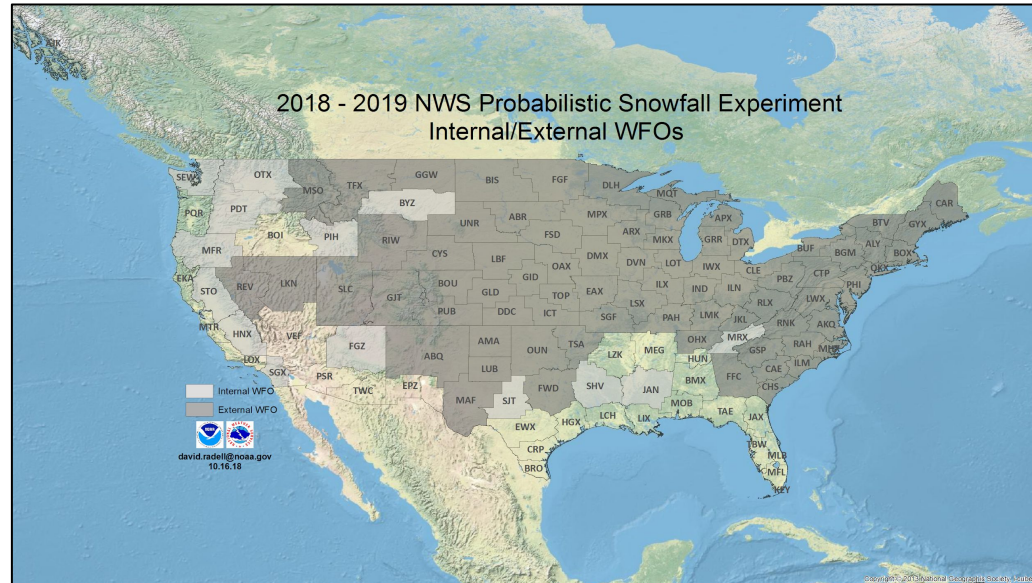 2018 - 2019 NWS Probabilistic Snowfall Experiment
Internal/External WFOs
AJK
SEW
OTX
MSO
TFX
GGW
BIS
FGF
DLH
MQT
CAR
PQR
PDT
BYZ
UNR
ABR
MPX
GRB
APX
BTV
GYX
MFR
BOI
PIH
RIW
FSD
ARX
MKX
GRR
DTX
BUF
BGM
ALY
BOX
EKA
STO
REV
LKN
SLC
CYS
LBF
OAX
DMX
DVN
LOT
IWX
CLE
PBZ
CTP
OKX
GJT
BOU
GLD
GID
TOP
EAX
ILX
IND
ILN
RLX
LWX
PHI
MTR
HNX
VEF
PUB
DDC
ICT
SGF
LSX
PAH
LMK
JKL
RNK
AKQ
LOX
SGX
PSR
FGZ
ABQ
AMA
OUN
TSA
LZK
MEG
OHX
MRX
GSP
RAH
MHX
TWC
EPZ
LUB
HUN
CAE
ILM
MAF
SJT
FWD
SHV
JAN
BMX
FFC
CHS
EWX
HGX
LCH
LIX
MOB
TAE
JAX
CRP
BRO
TBW
MLB
MFL
KEY
Internal WFO
External WFO
david.radell@noaa.gov
10.16.18
Copyright:© 2013 National Geographic Society, i-cubed